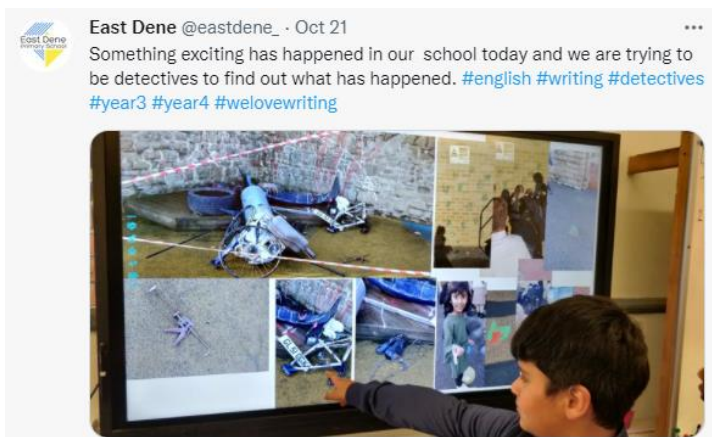 East Dene
Primary School
East Dene @eastdene_ · Oct 21
Something exciting has happened in our school today and we are trying to
be detectives to find out what has happened. #english #writing #detectives
#year3 #year4 #welovewriting